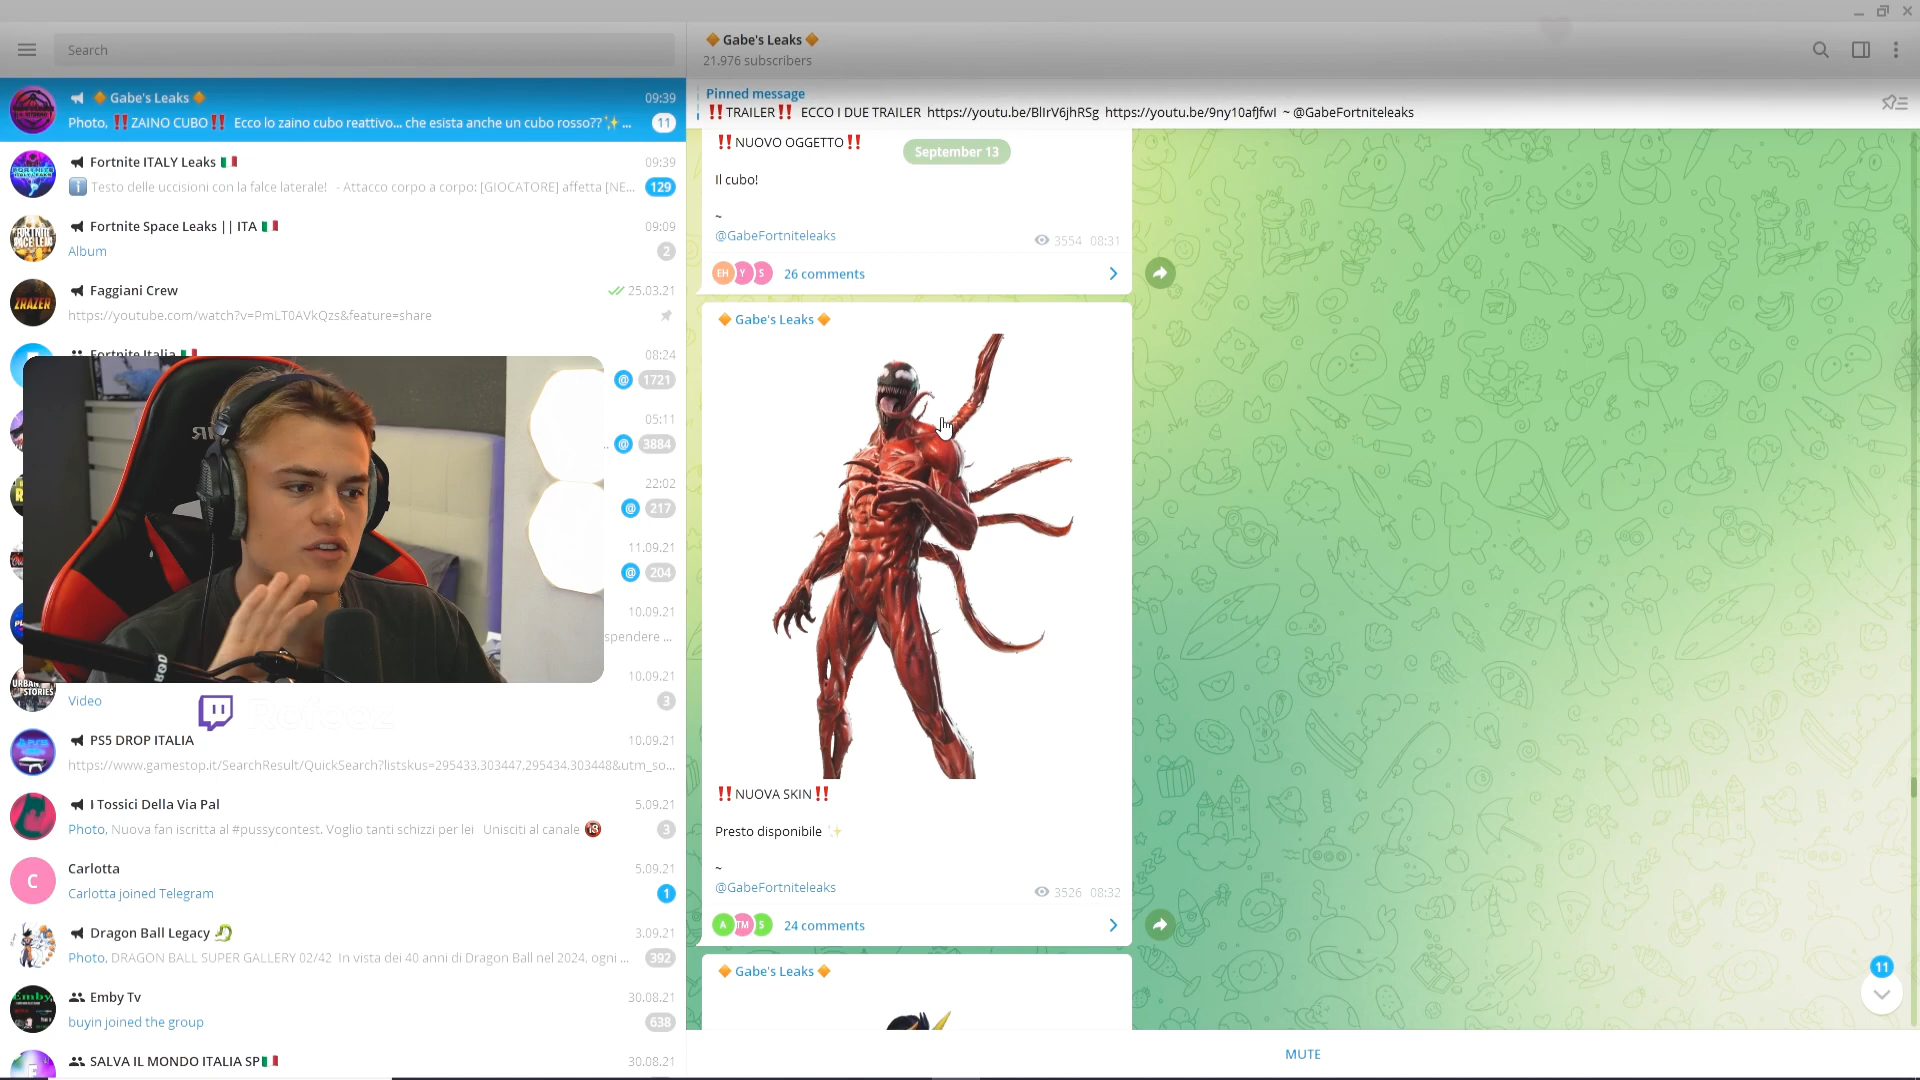 Search
🔶 Gabe's Leaks 🔶
21.976 subscribers
Pinned message
‼️TRAILER‼️ ECCO I DUE TRAILER https://youtu.be/BlIrV6jhRSg https://youtu.be/9ny10afJfwI ~ @GabeFortniteleaks
🔶 Gabe's Leaks 🔶
09:39
Photo, ‼️ZAINO CUBO‼️ Ecco lo zaino cubo reattivo... che esista anche un cubo rosso??✨ ...
11
Fortnite ITALY Leaks 🇮🇹
09:39
ℹ️ Testo delle uccisioni con la falce laterale! - Attacco corpo a corpo: [GIOCATORE] affetta [NE...
129
Fortnite Space Leaks || ITA 🇮🇹
09:09
Album
2
Faggiani Crew
25.03.21
https://youtube.com/watch?v=PmLT0AVkQzs&feature=share
ZRAZER
Fortnite Italia 🇮🇹
08:24
@ 1721
05:11
.. @ 3884
22:02
@ 217
11.09.21
@ 204
10.09.21
spendere ...
10.09.21
URBAN STORIES
Video
3
PS5 DROP ITALIA
10.09.21
https://www.gamestop.it/SearchResult/QuickSearch?listskus=295433.303447.295434.303448&utm_so...
I Tossici Della Via Pal
5.09.21
Photo, Nuova fan iscritta al #pussycontest. Voglio tanti schizzi per lei Unisciti al canale 🔞
3
C
Carlotta
5.09.21
Carlotta joined Telegram
1
Dragon Ball Legacy 🐉
3.09.21
Photo, DRAGON BALL SUPER GALLERY 02/42 In vista dei 40 anni di Dragon Ball nel 2024, ogni ...
392
Emby
Emby Tv
30.08.21
buyin joined the group
638
SALVA IL MONDO ITALIA SP🇮🇹
30.08.21
‼️NUOVO OGGETTO‼️
September 13
Il cubo!
~
@GabeFortniteleaks
3554 08:31
EH Y S 26 comments
🔶 Gabe's Leaks 🔶
‼️NUOVA SKIN‼️
Presto disponibile ✨
~
@GabeFortniteleaks
3526 08:32
A TM S 24 comments
🔶 Gabe's Leaks 🔶
11
MUTE